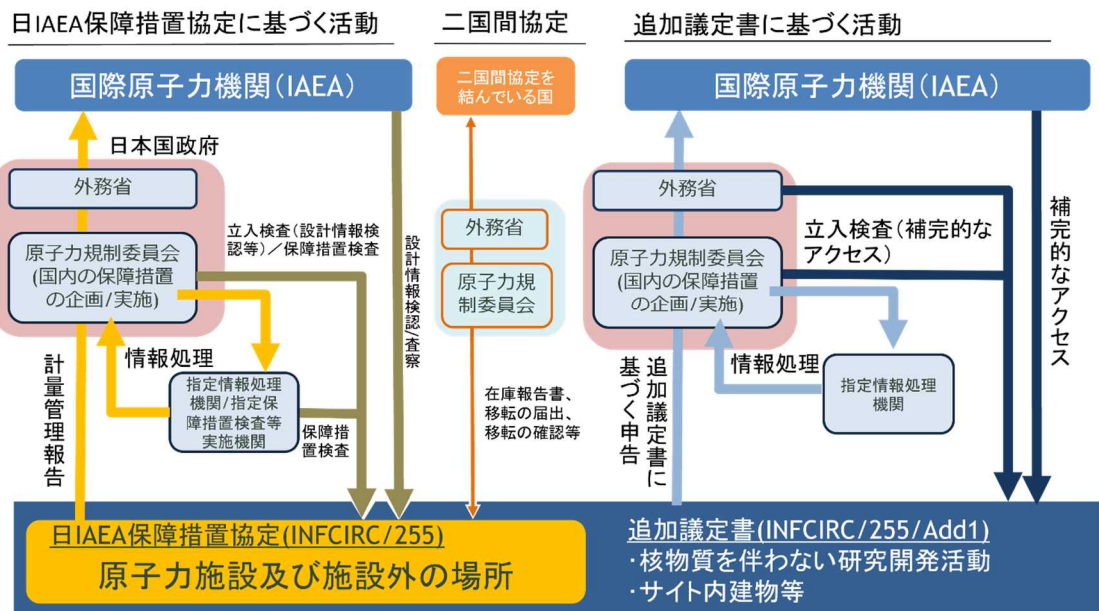 日IAEA保障措置協定に基づく活動
国際原子力機関（IAEA）
日本国政府
外務省
原子力規制委員会
(国内の保障措置
の企画/実施)
立入検査（設計情報検
認等）／保障措置検査
設計情報検認/査察
情報処理
計量管理報告
指定情報処理
機関/指定保
障措置検査等
実施機関
保障措
置検査
二国間協定
二国間協定を
結んでいる国
外務省
原子力規
制委員会
在庫報告書、
移転の届出、
移転の確認等
追加議定書に基づく活動
国際原子力機関（IAEA）
外務省
原子力規制委員会
(国内の保障措置
の企画/実施)
立入検査（補完的な
アクセス）
補完的なアクセス
情報処理
指定情報処理
機関
追加議定書に
基づく申告
日IAEA保障措置協定(INFCIRC/255)
原子力施設及び施設外の場所
追加議定書(INFCIRC/255/Add1)
・核物質を伴わない研究開発活動
・サイト内建物等